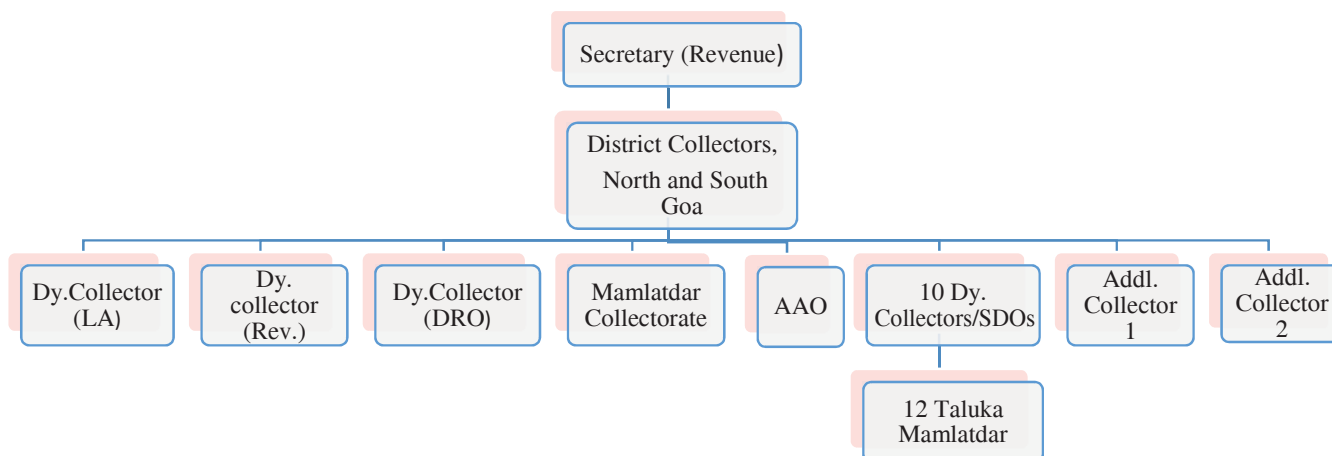 Secretary (Revenue)
District Collectors,
North and South
Goa
Dy.Collector
(LA)
Dy.
collector
(Rev.)
Dy.Collector
(DRO)
Mamlatdar
Collectorate
AAO
10 Dy.
Collectors/SDOs
Addl.
Collector
1
Addl.
Collector
2
12 Taluka
Mamlatdar